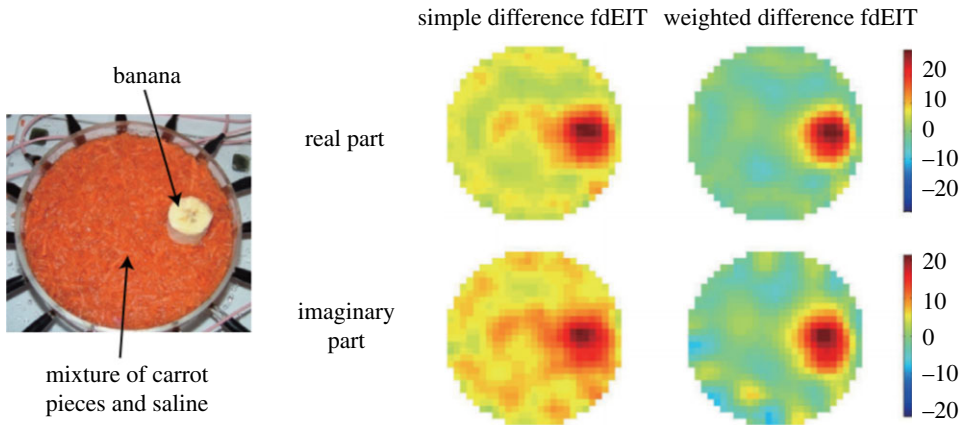 simple difference fdEIT
weighted difference fdEIT
banana
real part
20
10
0
–10
–20
imaginary
part
20
10
0
–10
–20
mixture of carrot
pieces and saline